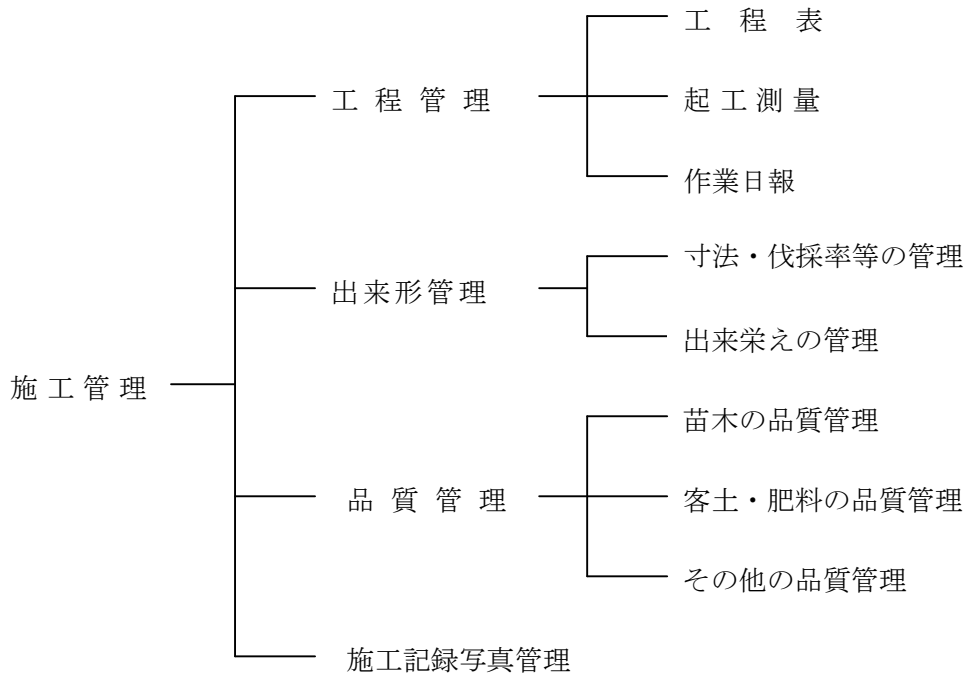 工程表
工程管理
起工測量
作業日報
寸法・伐採率等の管理
出来形管理
出来栄えの管理
施工管理
苗木の品質管理
品質管理
客土・肥料の品質管理
その他の品質管理
施工記録写真管理